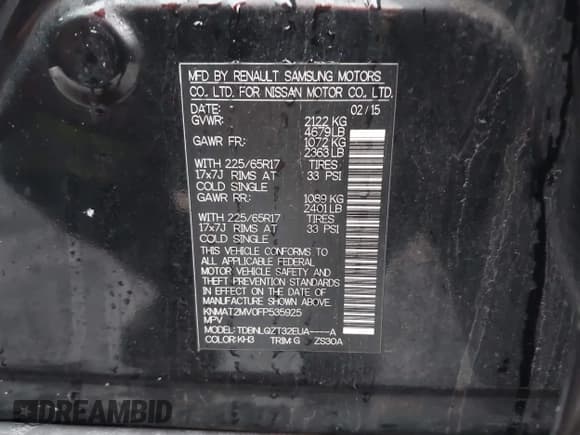 MFD BY RENAULT SAMSUNG MOTORS
CO. LTD. FOR NISSAN MOTOR CO., LTD.
DATE: 02/15
GVWR: 2122 KG
4679 LB
GAWR FR: 1072 KG
2363 LB
WITH 225/65R17 TIRES
17x7J RIMS AT 33 PSI
COLD SINGLE
GAWR RR: 1089 KG
2401 LB
WITH 225/65R17 TIRES
17x7J RIMS AT 33 PSI
COLD SINGLE
THIS VEHICLE CONFORMS TO
ALL APPLICABLE FEDERAL
MOTOR VEHICLE SAFETY AND
THEFT PREVENTION STANDARDS
IN EFFECT ON THE DATE OF
MANUFACTURE SHOWN ABOVE.
KNMAT2MV0FP535925
MPV
MODEL: TDBNLQZT32EUA----A
COLOR: KH3 TRIM:G ZS30A
DREAMBID